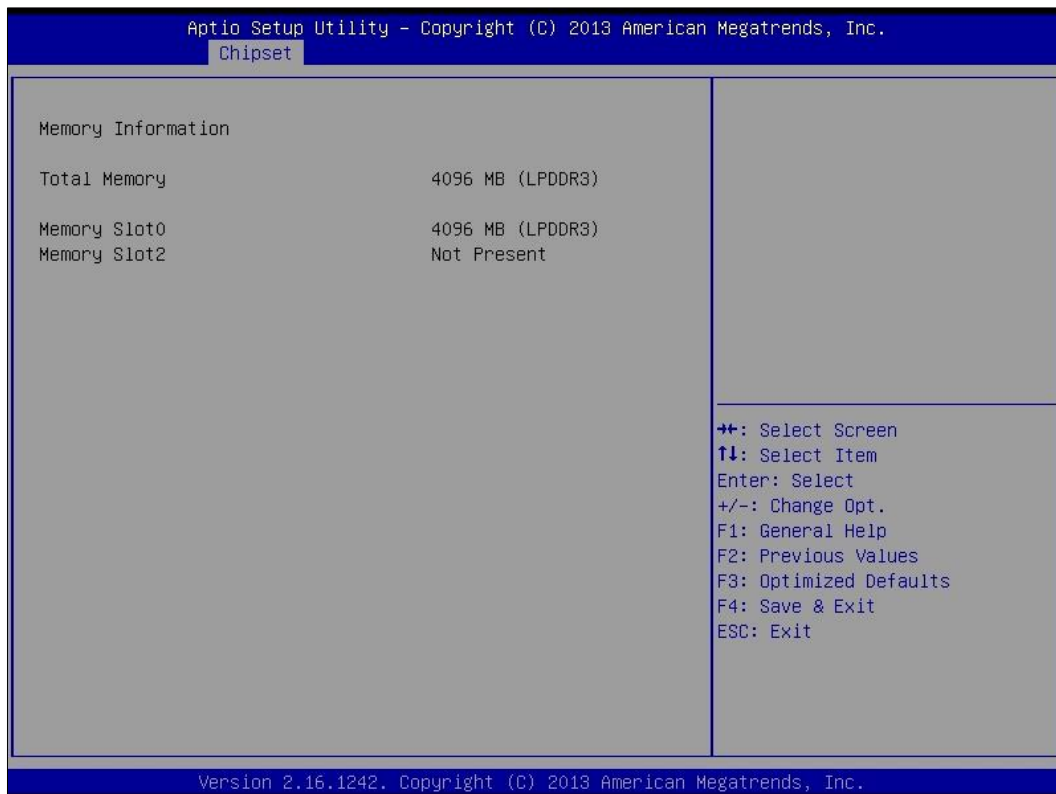 Aptio Setup Utility - Copyright (C) 2013 American Megatrends, Inc.
Chipset
Memory Information
Total Memory 4096 MB (LPDDR3)
Memory Slot0 4096 MB (LPDDR3)
Memory Slot2 Not Present
→←: Select Screen
↑↓: Select Item
Enter: Select
+/-: Change Opt.
F1: General Help
F2: Previous Values
F3: Optimized Defaults
F4: Save & Exit
ESC: Exit
Version 2.16.1242. Copyright (C) 2013 American Megatrends, Inc.